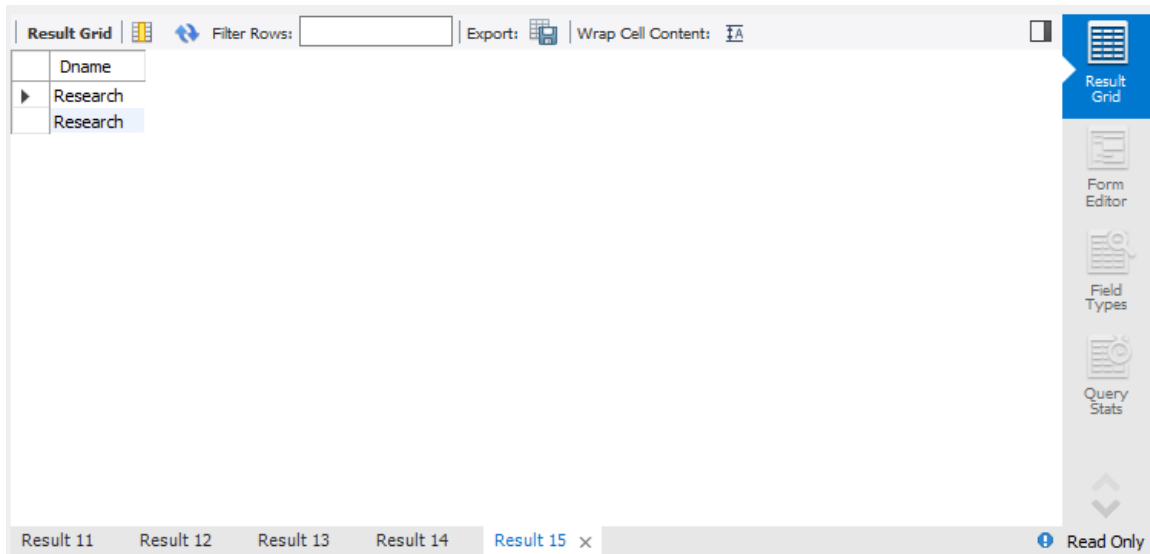 Result Grid Filter Rows: Export: Wrap Cell Content: IA
Dname
Research
Research
Result
Grid
Form
Editor
Field
Types
Query
Stats
Result 11 Result 12 Result 13 Result 14 Result 15 × Read Only